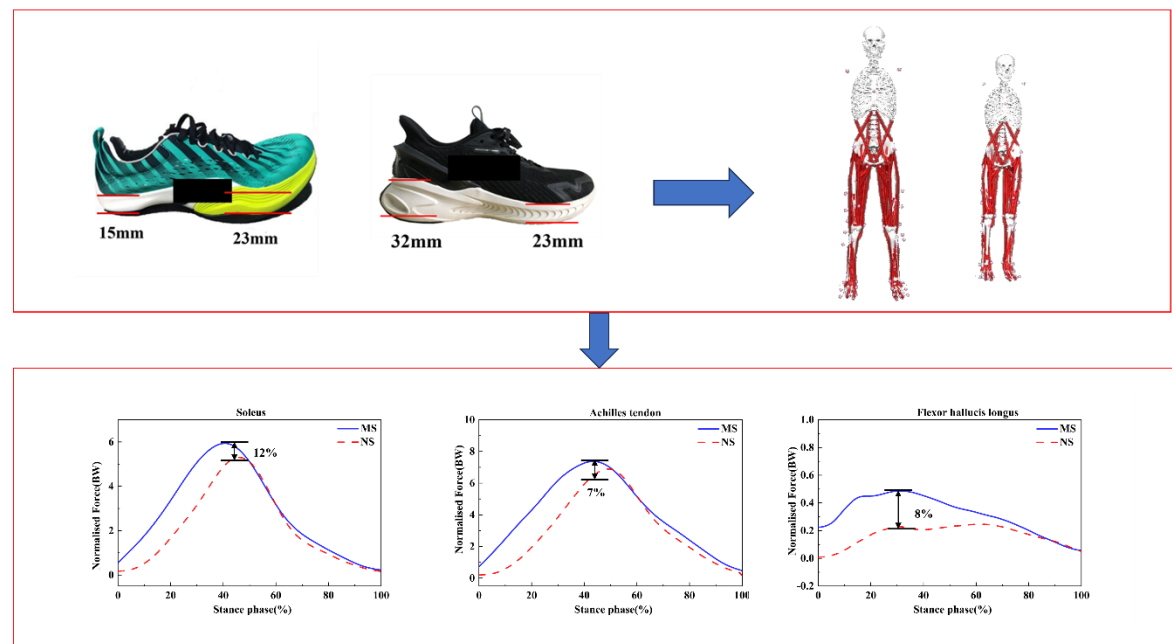 15mm
23mm
32mm
23mm
Soleus
MS
NS
12%
Normalised Force(BW)
6
4
2
0
0 20 40 60 80 100
Stance phase(%)
Achilles tendon
MS
NS
7%
Normalised Force(BW)
10
8
6
4
2
0
0 20 40 60 80 100
Stance phase(%)
Flexor hallucis longus
MS
NS
8%
Normalised Force(BW)
1.0
0.8
0.6
0.4
0.2
0.0
-0.2
0 20 40 60 80 100
Stance phase(%)